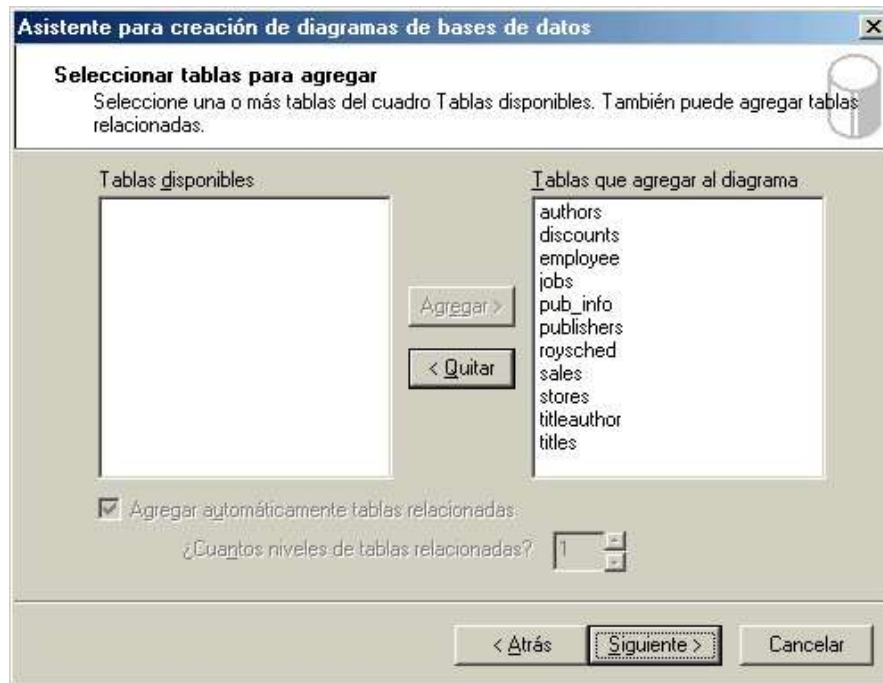 Asistente para creación de diagramas de bases de datos
Seleccionar tablas para agregar
Seleccione una o más tablas del cuadro Tablas disponibles. También puede agregar tablas
relacionadas.
Tablas disponibles
Tablas que agregar al diagrama
authors
discounts
employee
jobs
pub_info
publishers
roysched
sales
stores
titleauthor
titles
Agregar >
< Quitar
Agregar automáticamente tablas relacionadas
¿Cuantos niveles de tablas relacionadas? 1
< Atrás Siguiente > Cancelar